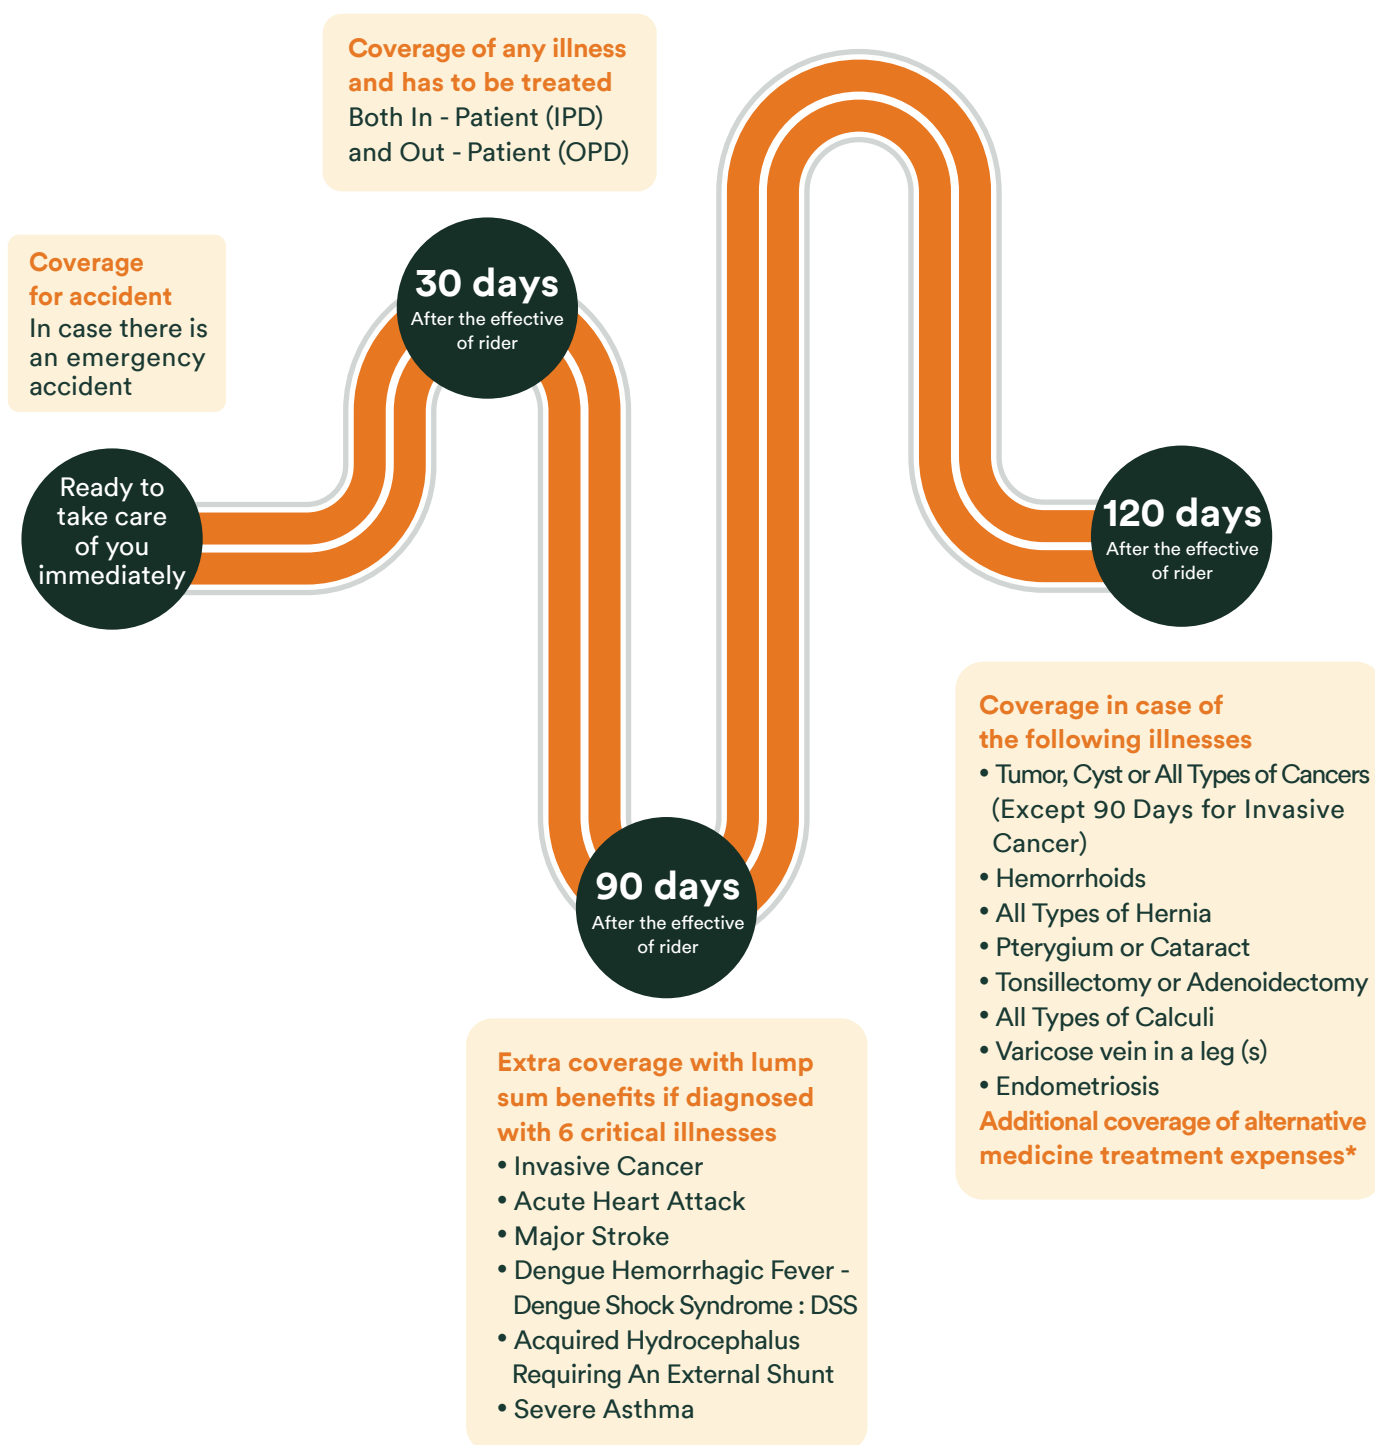 Coverage of any illness
and has to be treated
Both In - Patient (IPD)
and Out - Patient (OPD)
Coverage
for accident
In case there is
an emergency
accident
30 days
After the effective
of rider
Ready to
take care
of you
immediately
120 days
After the effective
of rider
90 days
After the effective
of rider
Coverage in case of
the following illnesses
• Tumor, Cyst or All Types of Cancers
(Except 90 Days for Invasive
Cancer)
• Hemorrhoids
• All Types of Hernia
• Pterygium or Cataract
• Tonsillectomy or Adenoidectomy
• All Types of Calculi
• Varicose vein in a leg (s)
• Endometriosis
Additional coverage of alternative
medicine treatment expenses*
Extra coverage with lump
sum benefits if diagnosed
with 6 critical illnesses
• Invasive Cancer
• Acute Heart Attack
• Major Stroke
• Dengue Hemorrhagic Fever -
Dengue Shock Syndrome : DSS
• Acquired Hydrocephalus
Requiring An External Shunt
• Severe Asthma